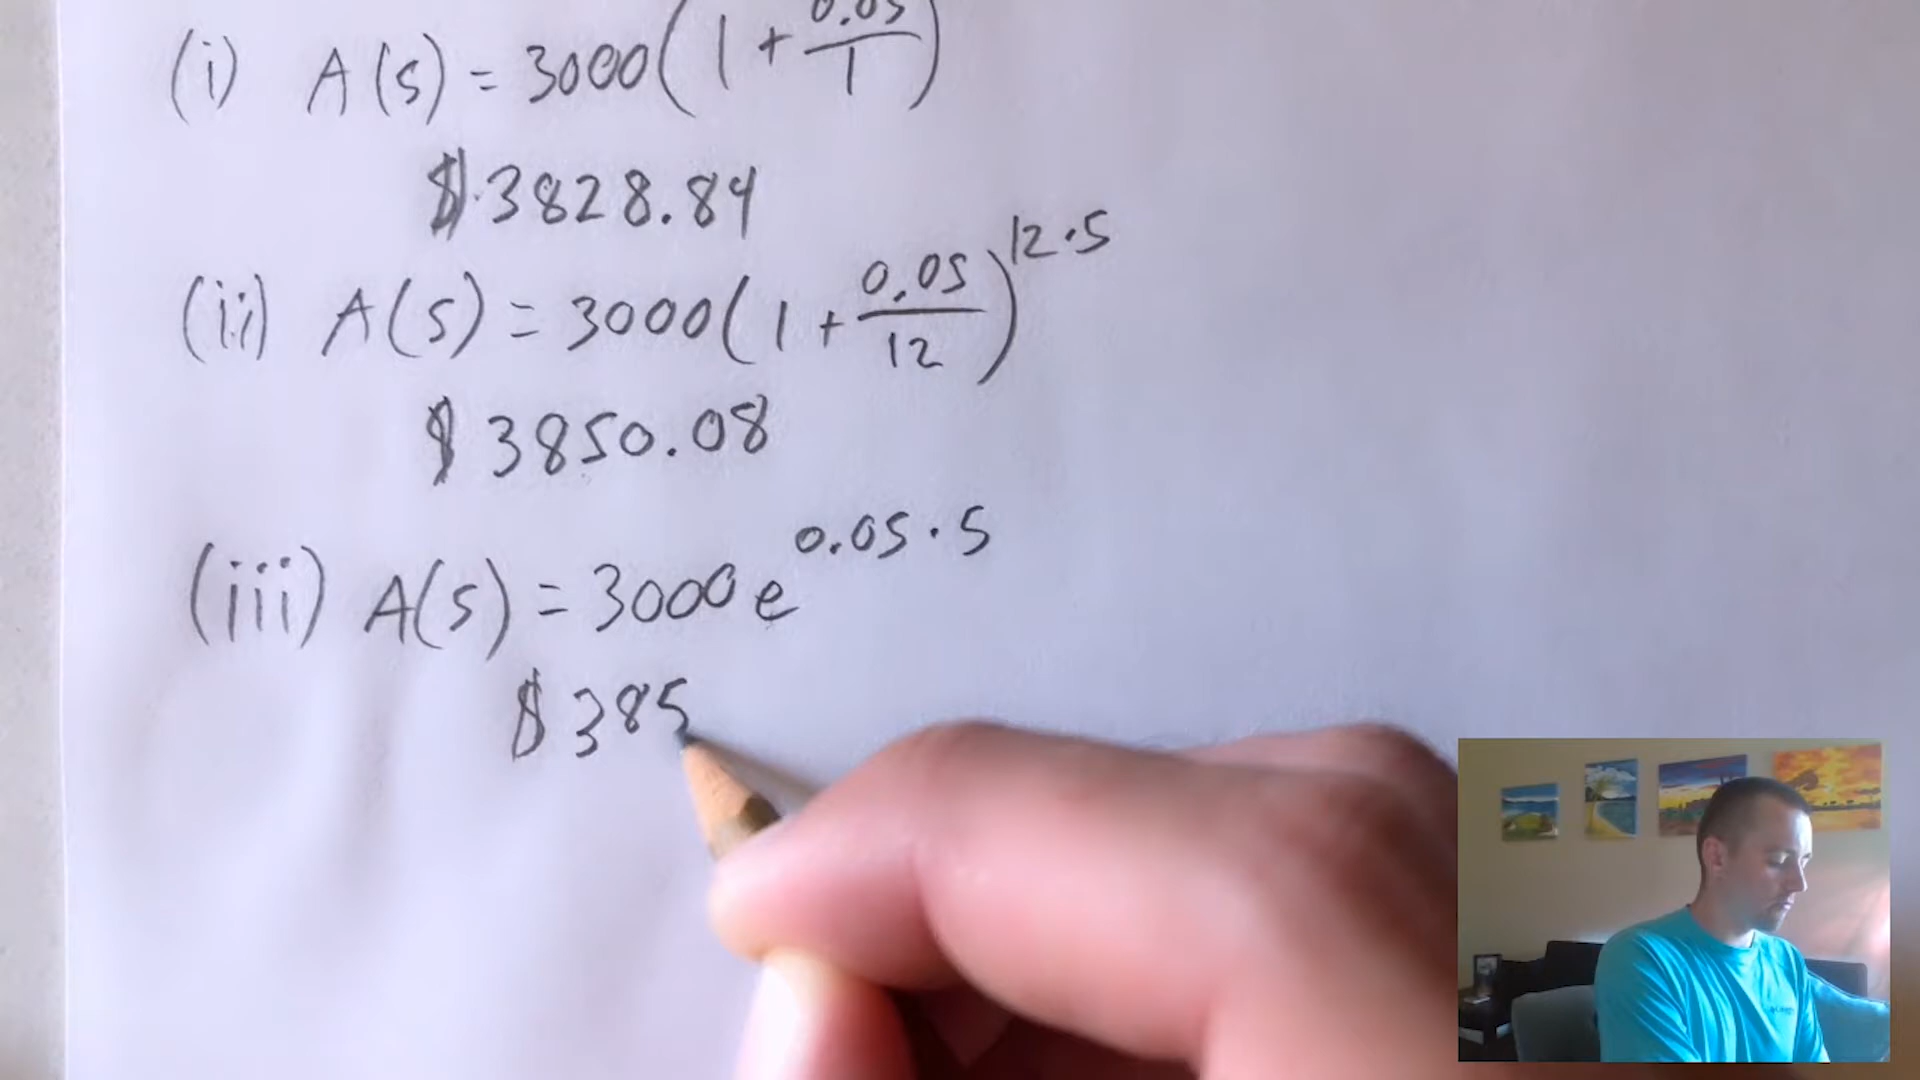 (i) A(5) = 3000(1 + 0.05/1)
$3828.84
(ii) A(5) = 3000(1 + 0.05/12)^12·5
$3850.08
(iii) A(5) = 3000e^0.05·5
$385